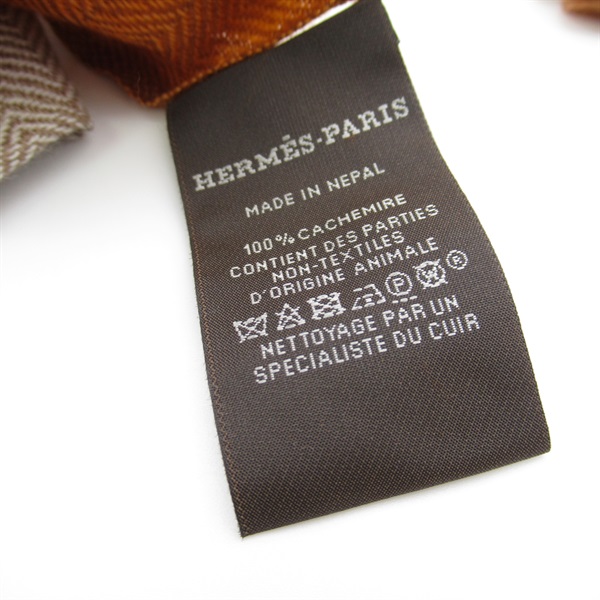 HERMÈS-PARIS
MADE IN NEPAL
100% CACHEMIRE
CONTIENT DES PARTIES
NON-TEXTILES
D'ORIGINE ANIMALE
P W ®
NETTOYAGE PAR UN
SPECIALISTE DU CUIR